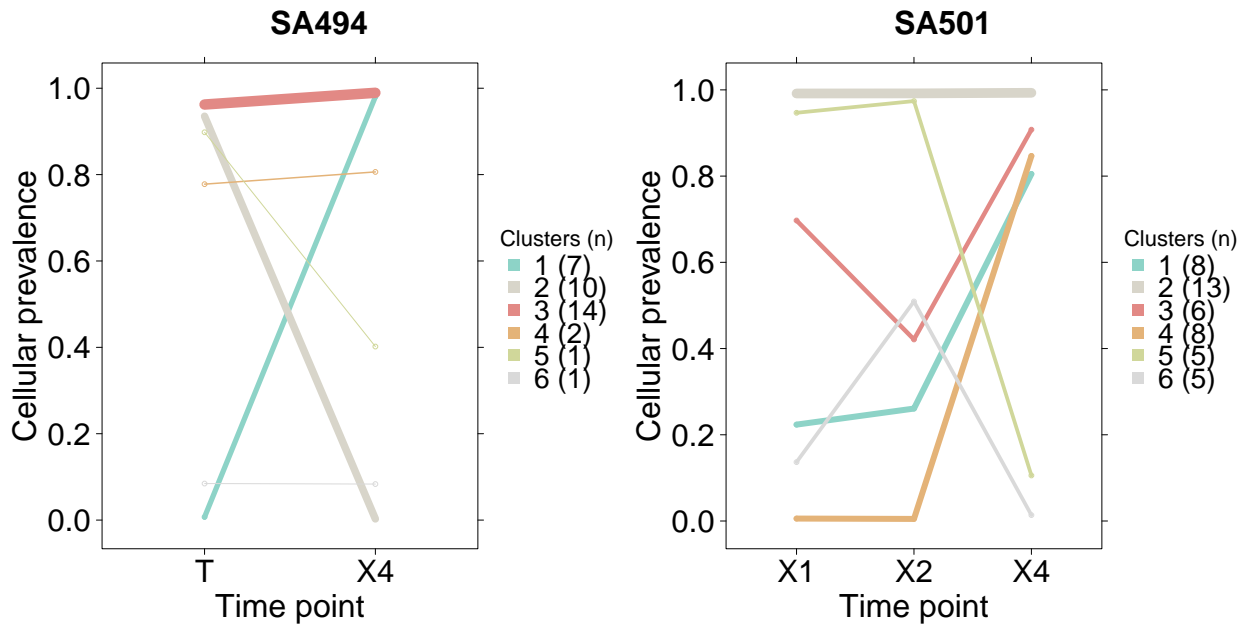 SA494
1.0
0.8
0.6
0.4
0.2
0.0
Cellular prevalence
T X4
Time point
Clusters (n)
1 (7)
2 (10)
3 (14)
4 (2)
5 (1)
6 (1)
SA501
1.0
0.8
0.6
0.4
0.2
0.0
Cellular prevalence
X1 X2 X4
Time point
Clusters (n)
1 (8)
2 (13)
3 (6)
4 (8)
5 (5)
6 (5)